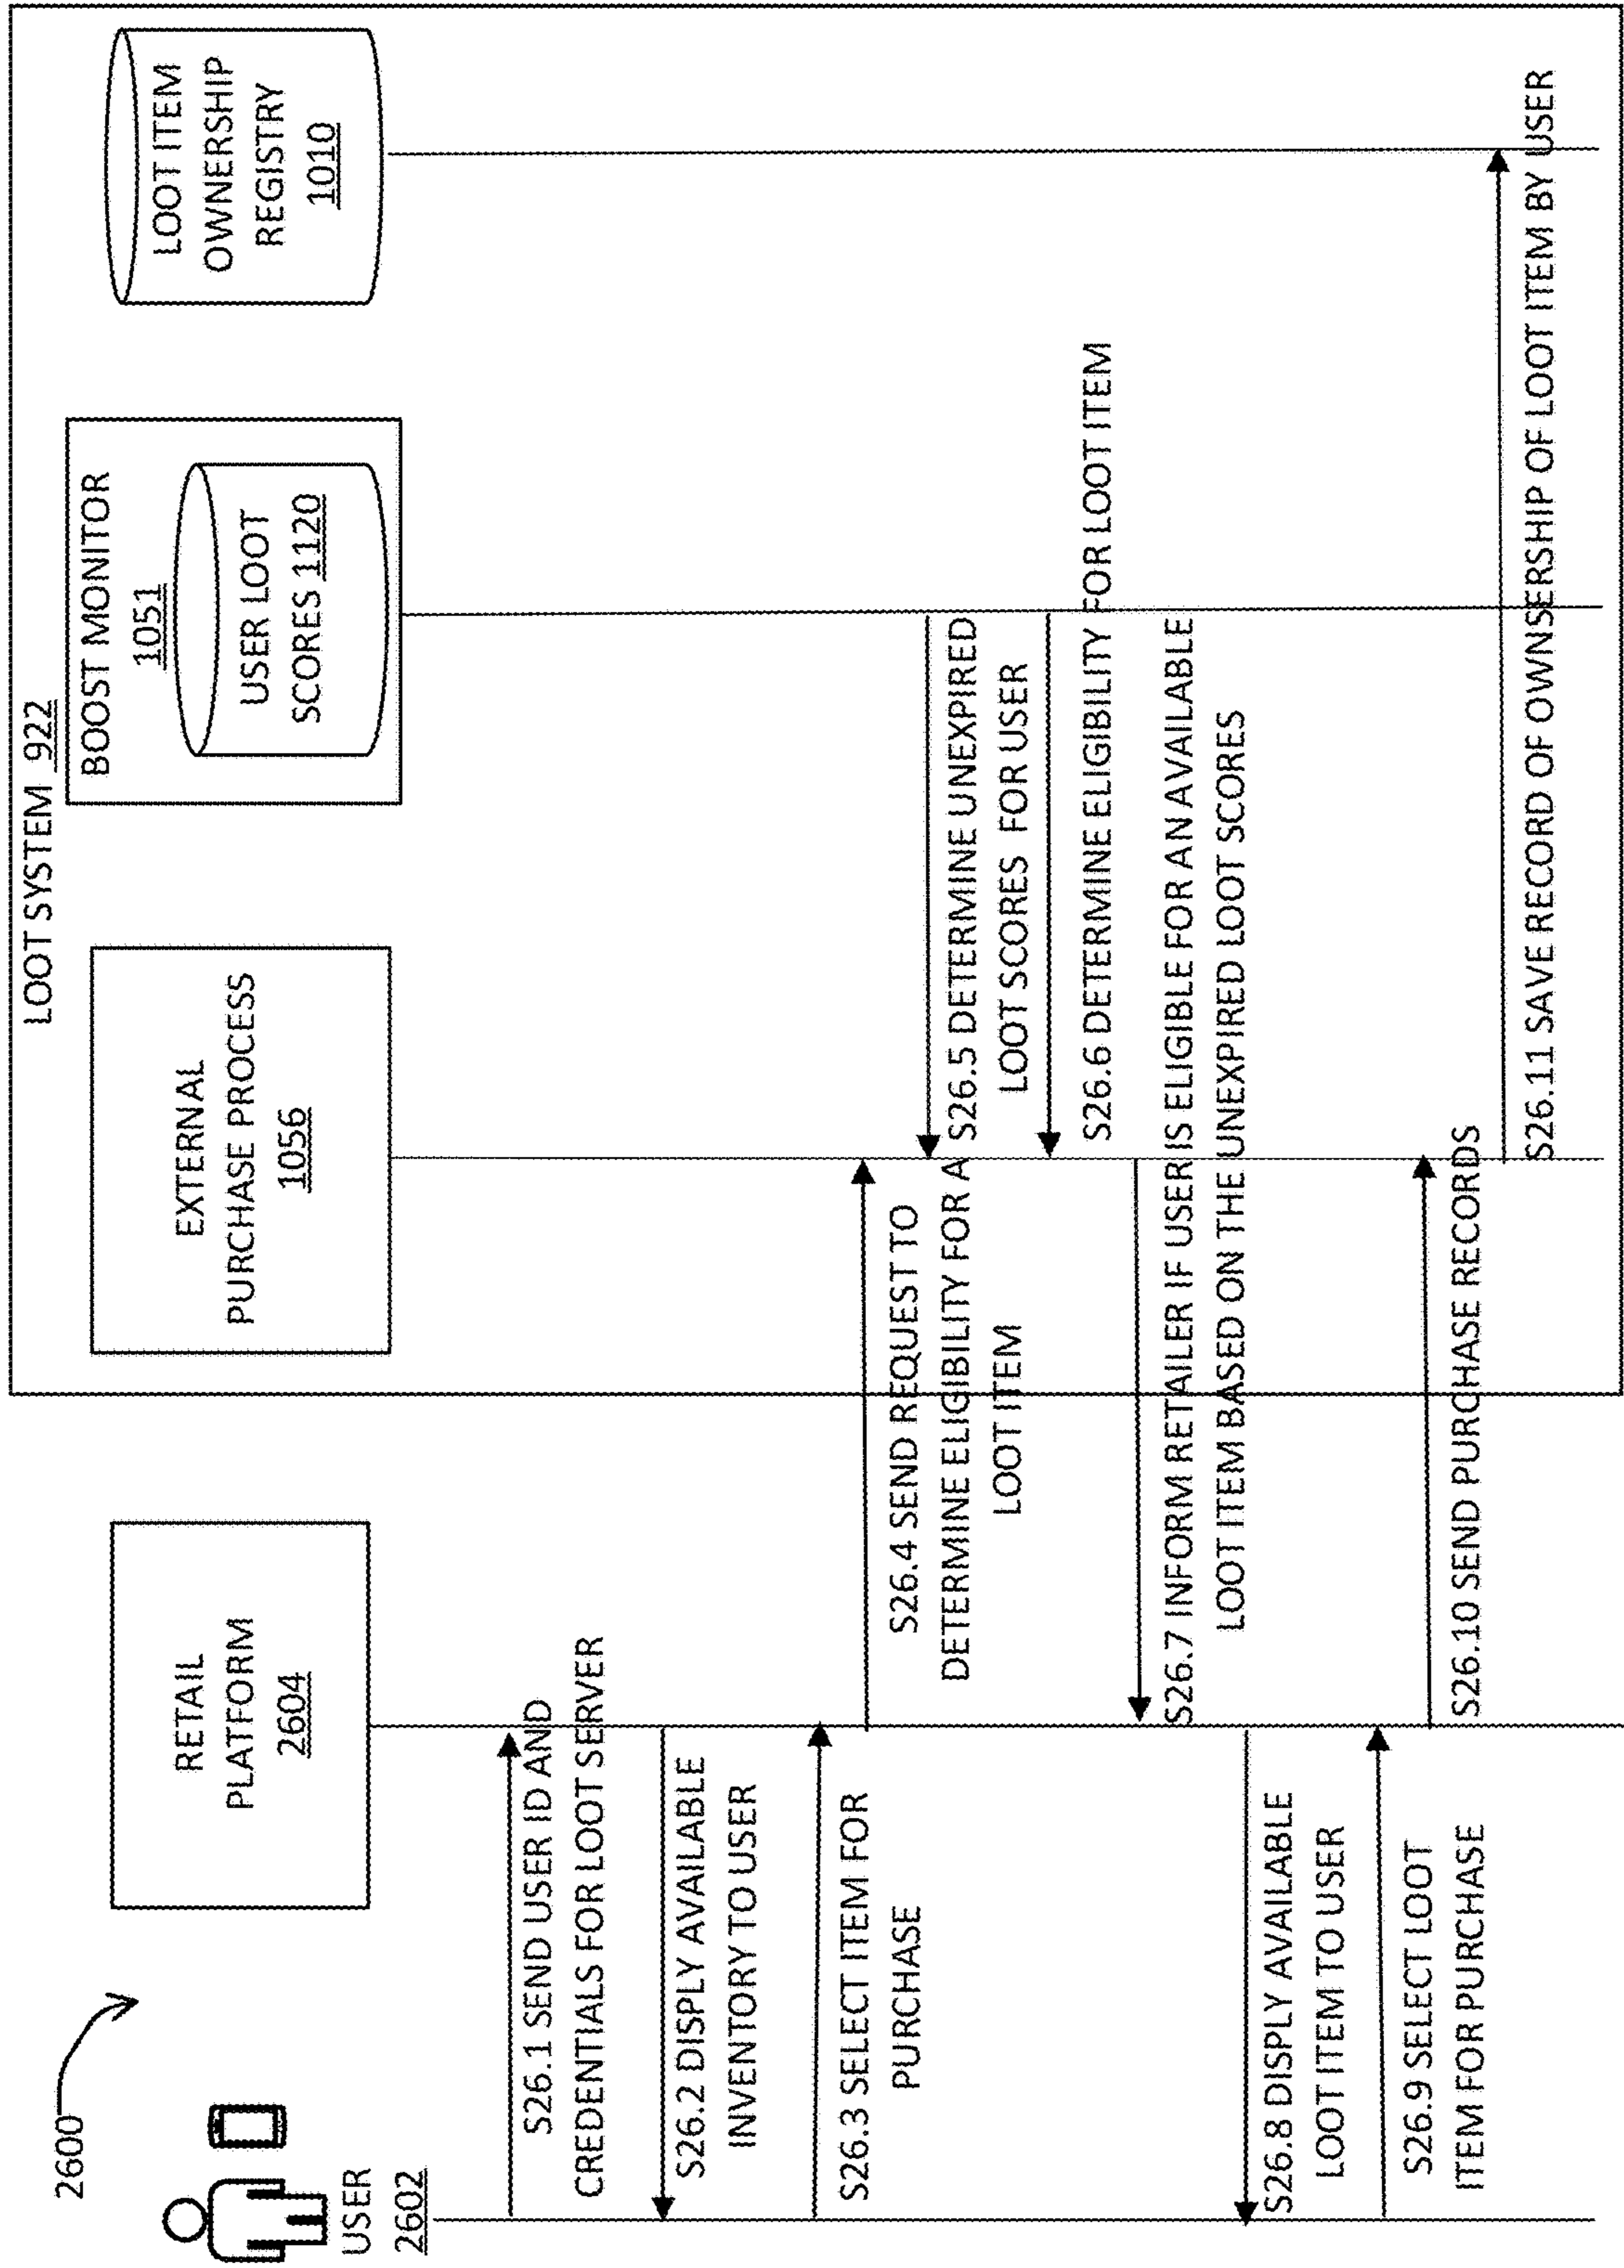 2600
LOOT SYSTEM 922
USER
2602
RETAIL
PLATFORM
2604
EXTERNAL
PURCHASE PROCESS
1056
BOOST MONITOR
1051
USER LOOT
SCORES 1120
LOOT ITEM
OWNERSHIP
REGISTRY
1010
S26.1 SEND USER ID AND
CREDENTIALS FOR LOOT SERVER
S26.2 DISPLAY AVAILABLE
INVENTORY TO USER
S26.3 SELECT ITEM FOR
PURCHASE
S26.4 SEND REQUEST TO
DETERMINE ELIGIBILITY FOR A
LOOT ITEM
S26.5 DETERMINE UNEXPIRED
LOOT SCORES FOR USER
S26.6 DETERMINE ELIGIBILITY FOR LOOT ITEM
S26.7 INFORM RETAILER IF USER IS ELIGIBLE FOR AN AVAILABLE
LOOT ITEM BASED ON THE UNEXPIRED LOOT SCORES
S26.8 DISPLAY AVAILABLE
LOOT ITEM TO USER
S26.9 SELECT LOOT
ITEM FOR PURCHASE
S26.10 SEND PURCHASE RECORDS
S26.11 SAVE RECORD OF OWNSERSHIP OF LOOT ITEM BY USER